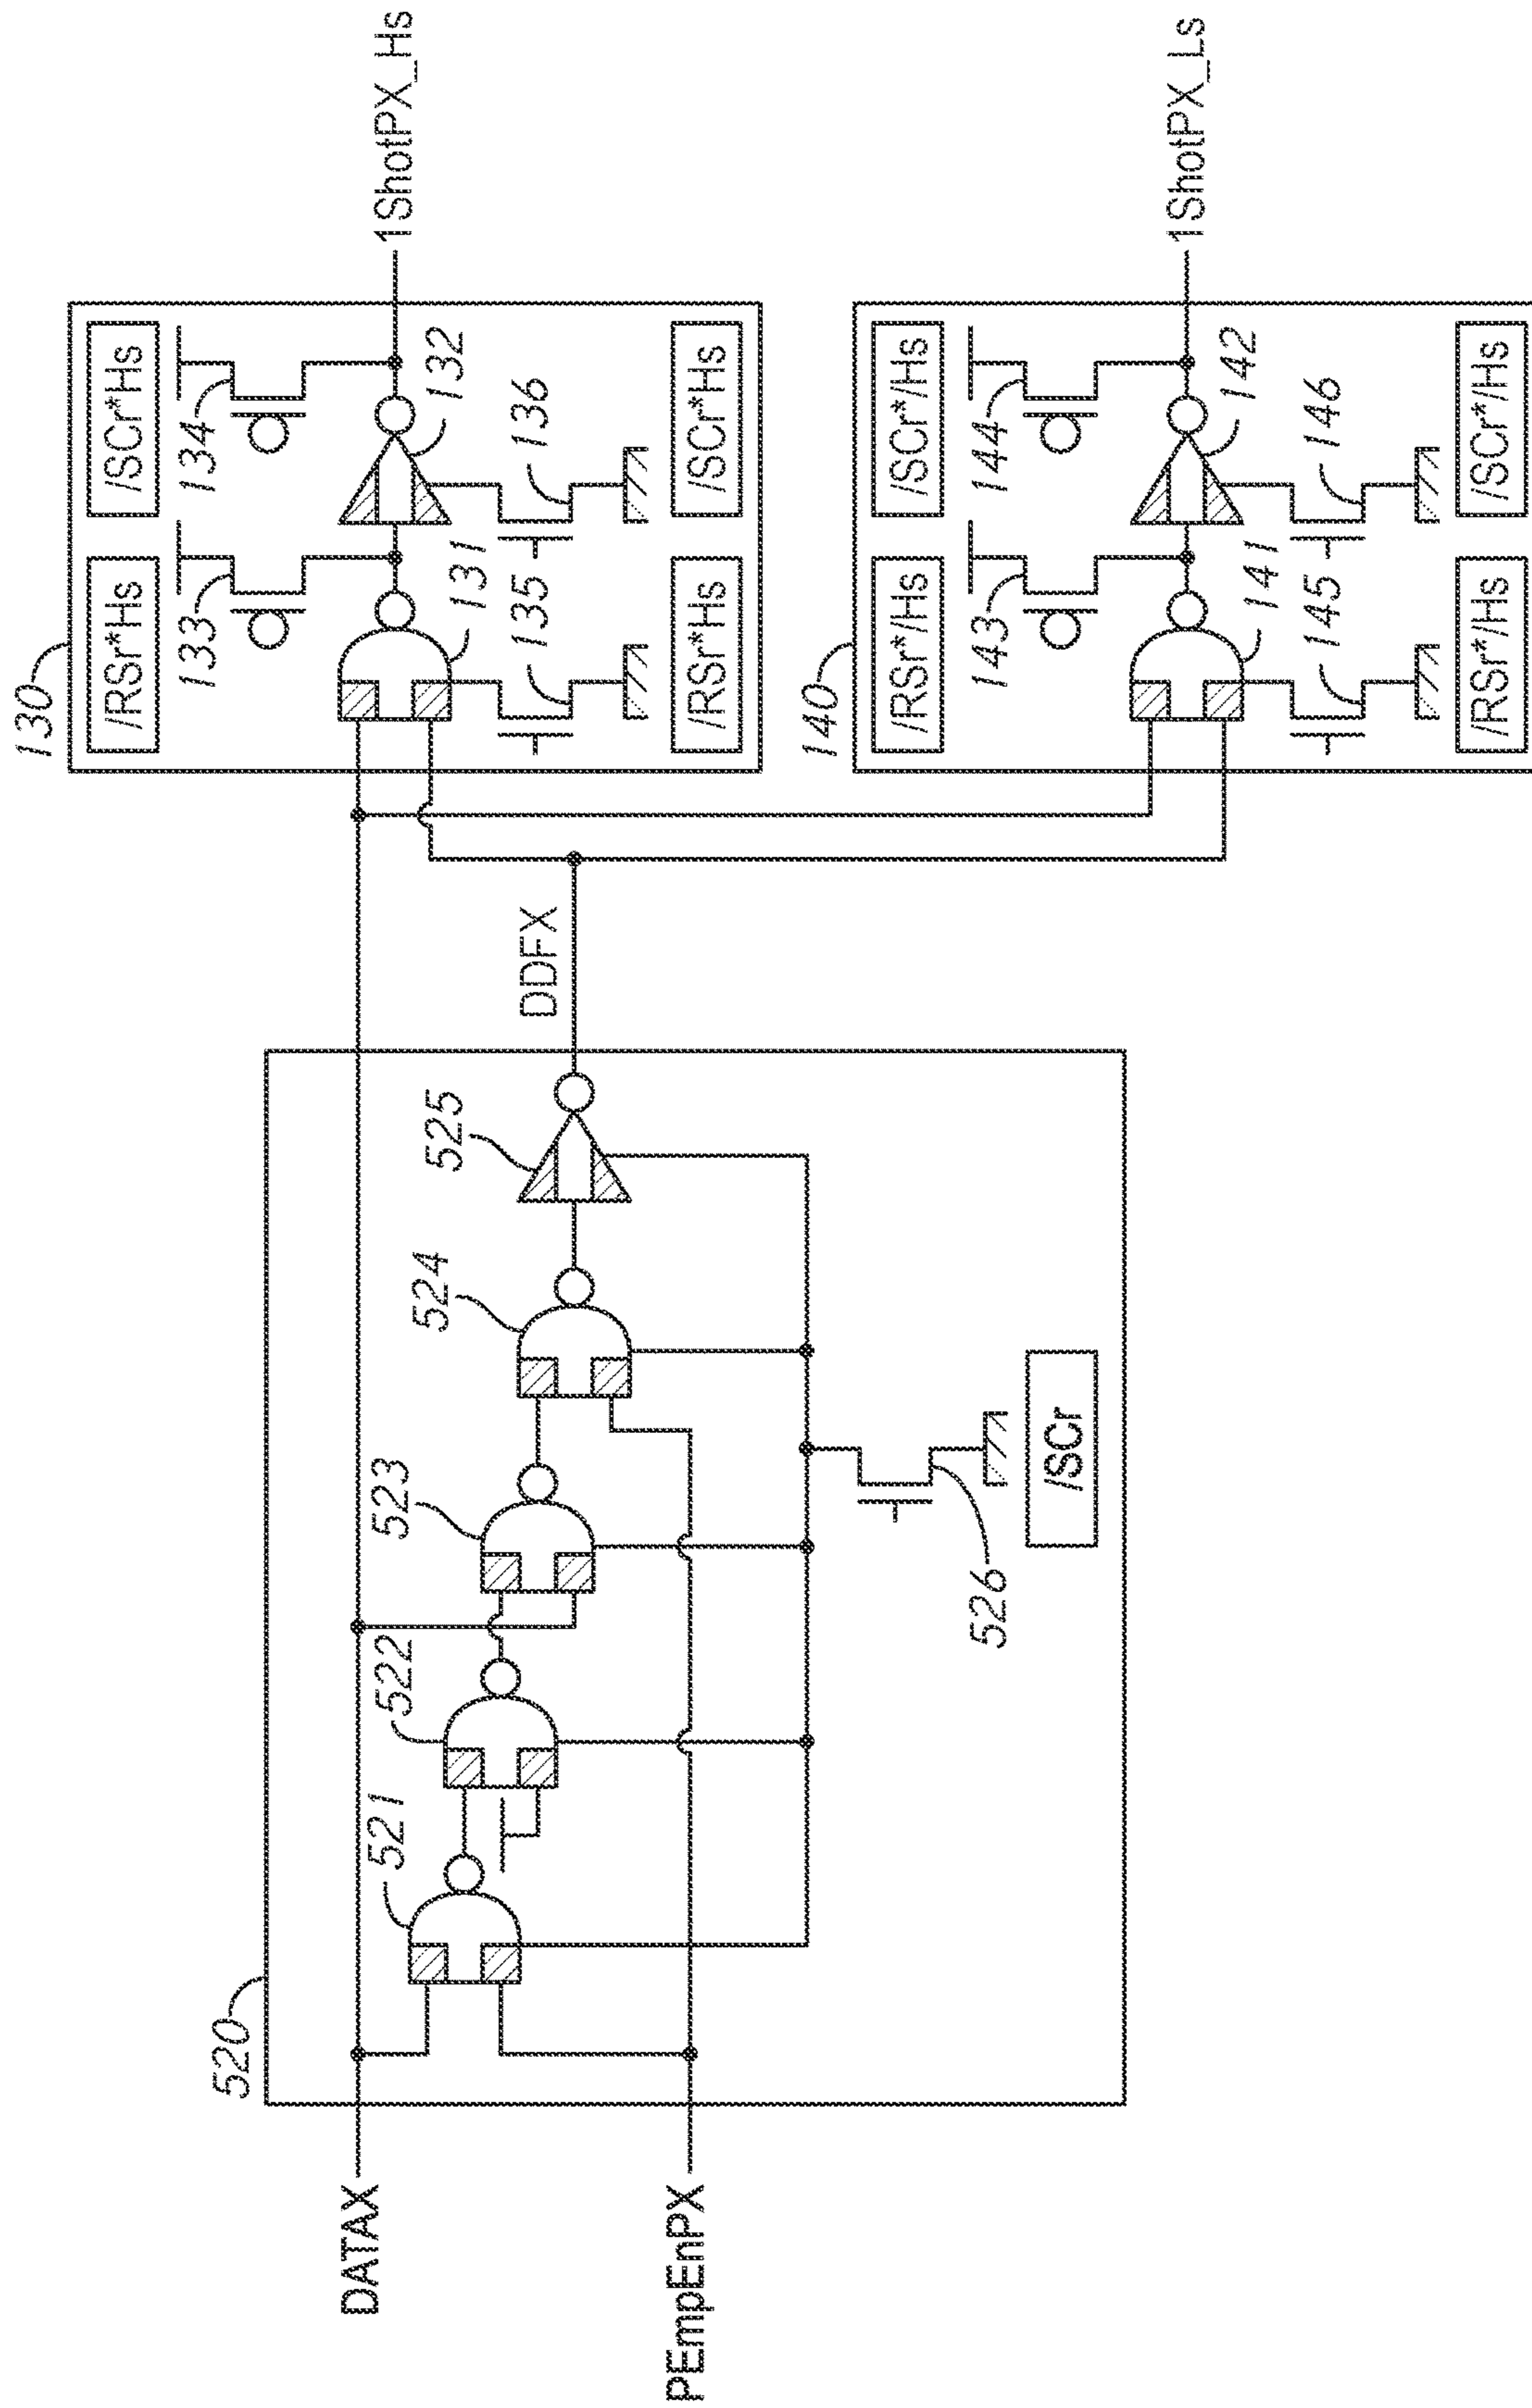 130
/RSr*Hs
/SCr*Hs
133
134
131
132
135
136
/RSr*Hs
/SCr*Hs
1ShotPX_Hs
140
/RSr*/Hs
/SCr*/Hs
143
144
141
142
145
146
/RSr*/Hs
/SCr*/Hs
1ShotPX_Ls
DDFX
520
521
522
523
524
525
526
/SCr
DATAX
PEmpEnPX